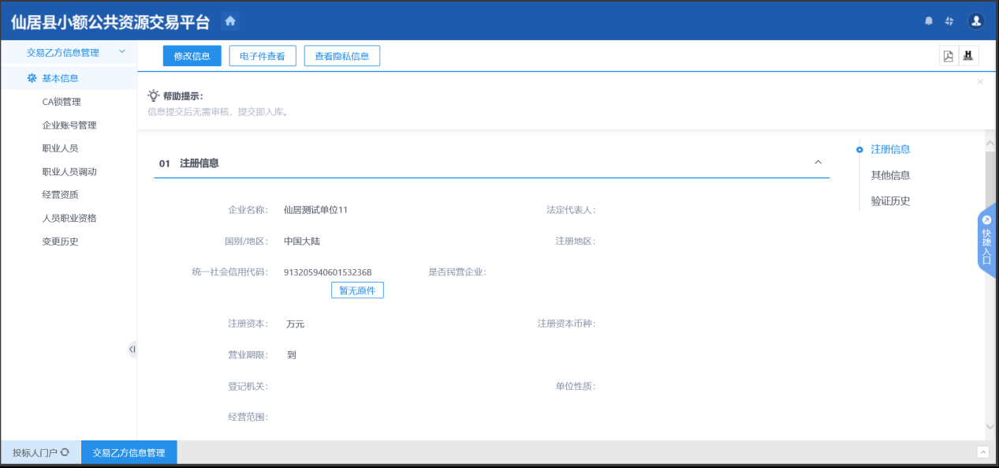 仙居县小额公共资源交易平台
交易乙方信息管理
修改信息 电子件查看 查看隐私信息
基本信息
CA锁管理
企业账号管理
职业人员
职业人员调动
经营资质
人员职业资格
变更历史
帮助提示：
信息提交后无需审核，提交即入库。
01 注册信息
企业名称： 仙居测试单位11 法定代表人：
国别/地区： 中国大陆 注册地区：
统一社会信用代码： 91320594060153236B 是否民营企业：
暂无原件
注册资本： 万元 注册资本币种：
营业期限： 到
登记机关： 单位性质：
经营范围：
注册信息
其他信息
验证历史
快捷入口
投标人门户 交易乙方信息管理